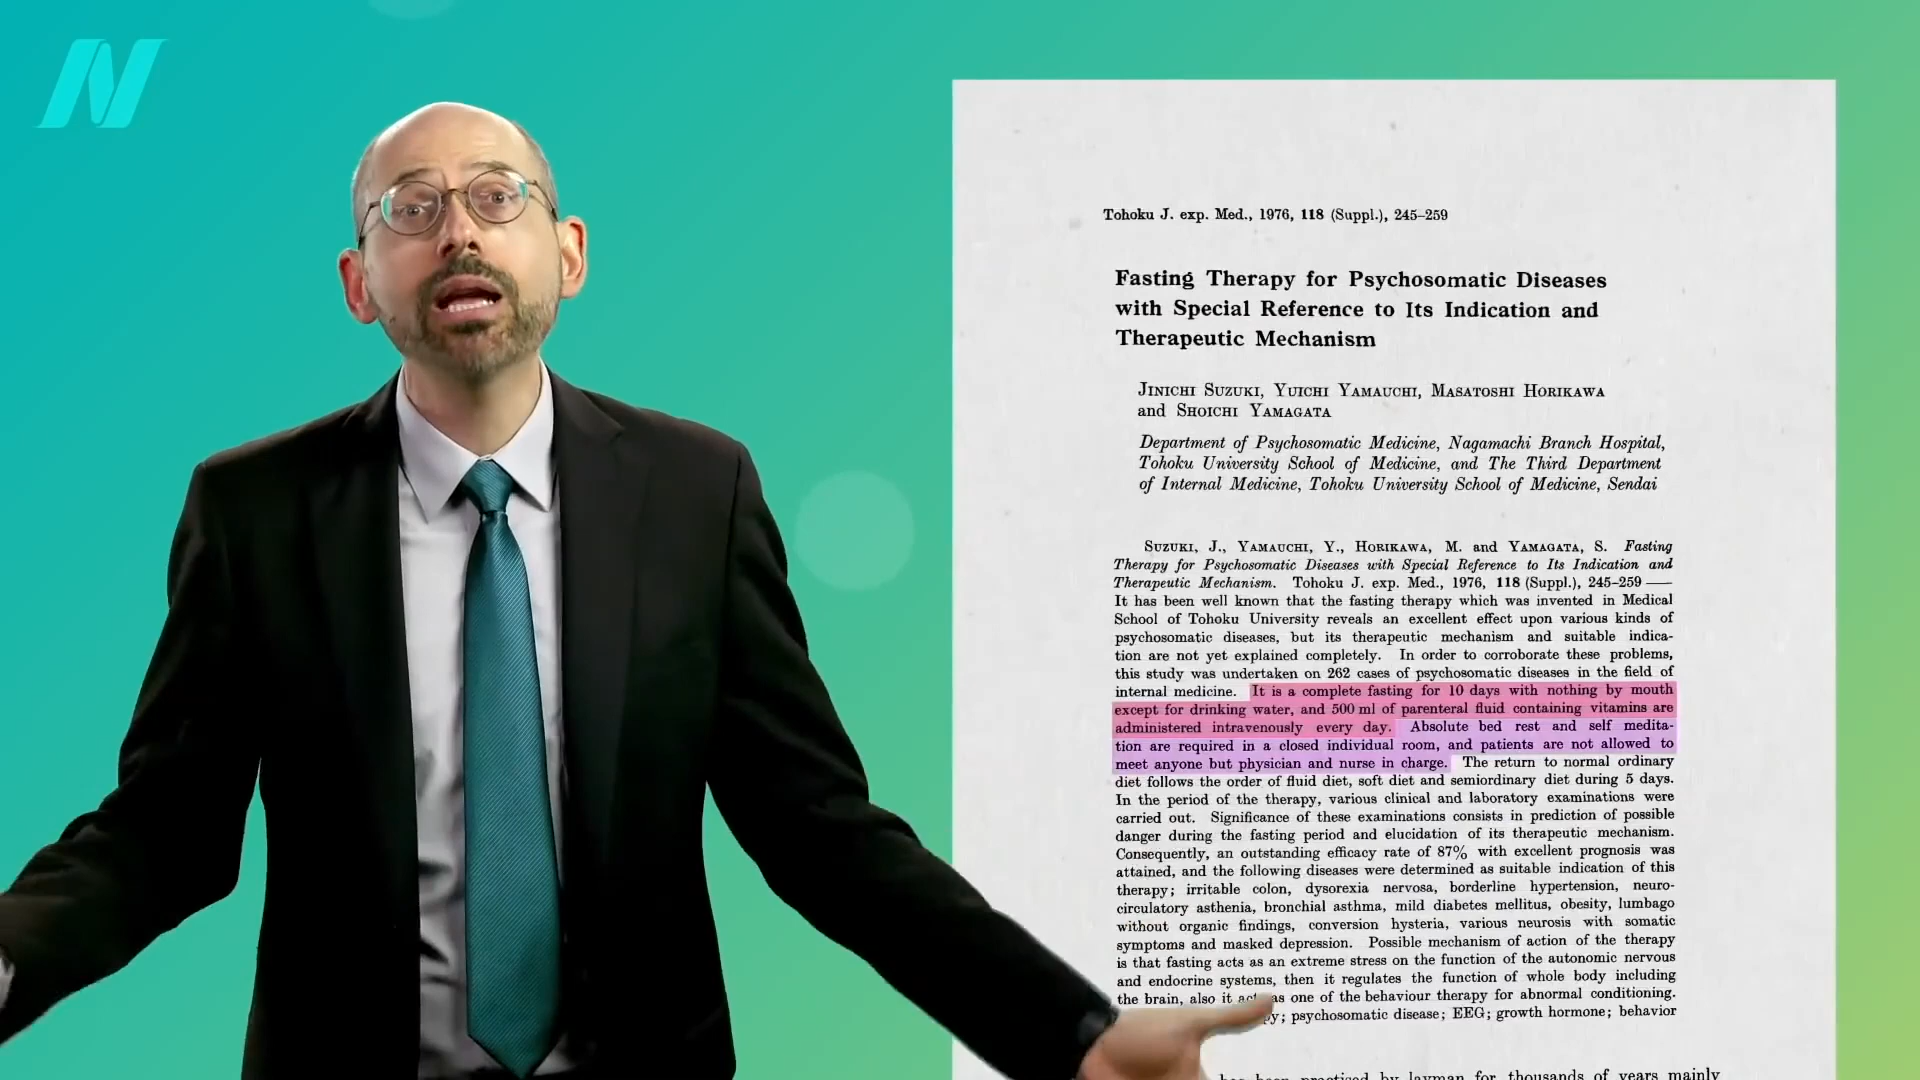 N
Tohoku J. exp. Med., 1976, 118 (Suppl.), 245–259
Fasting Therapy for Psychosomatic Diseases
with Special Reference to Its Indication and
Therapeutic Mechanism
JINICHI SUZUKI, YUICHI YAMAUCHI, MASATOSHI HORIKAWA
and SHOICHI YAMAGATA
Department of Psychosomatic Medicine, Nagamachi Branch Hospital,
Tohoku University School of Medicine, and The Third Department
of Internal Medicine, Tohoku University School of Medicine, Sendai
SUZUKI, J., YAMAUCHI, Y., HORIKAWA, M. and YAMAGATA, S. Fasting
Therapy for Psychosomatic Diseases with Special Reference to Its Indication and
Therapeutic Mechanism. Tohoku J. exp. Med., 1976, 118 (Suppl.), 245–259 ——
It has been well known that the fasting therapy which was invented in Medical
School of Tohoku University reveals an excellent effect upon various kinds of
psychosomatic diseases, but its therapeutic mechanism and suitable indica-
tion are not yet explained completely. In order to corroborate these problems,
this study was undertaken on 262 cases of psychosomatic diseases in the field of
internal medicine. It is a complete fasting for 10 days with nothing by mouth
except for drinking water, and 500 ml of parenteral fluid containing vitamins are
administered intravenously every day. Absolute bed rest and self medita-
tion are required in a closed individual room, and patients are not allowed to
meet anyone but physician and nurse in charge. The return to normal ordinary
diet follows the order of fluid diet, soft diet and semiordinary diet during 5 days.
In the period of the therapy, various clinical and laboratory examinations were
carried out. Significance of these examinations consists in prediction of possible
danger during the fasting period and elucidation of its therapeutic mechanism.
Consequently, an outstanding efficacy rate of 87% with excellent prognosis was
attained, and the following diseases were determined as suitable indication of this
therapy; irritable colon, dysorexia nervosa, borderline hypertension, neuro-
circulatory asthenia, bronchial asthma, mild diabetes mellitus, obesity, lumbago
without organic findings, conversion hysteria, various neurosis with somatic
symptoms and masked depression. Possible mechanism of action of the therapy
is that fasting acts as an extreme stress on the function of the autonomic nervous
and endocrine systems, then it regulates the function of whole body including
the brain, also it as one of the behaviour therapy for abnormal conditioning.
psychosomatic disease; EEG; growth hormone; behavior
been practised by layman for thousands of years mainly